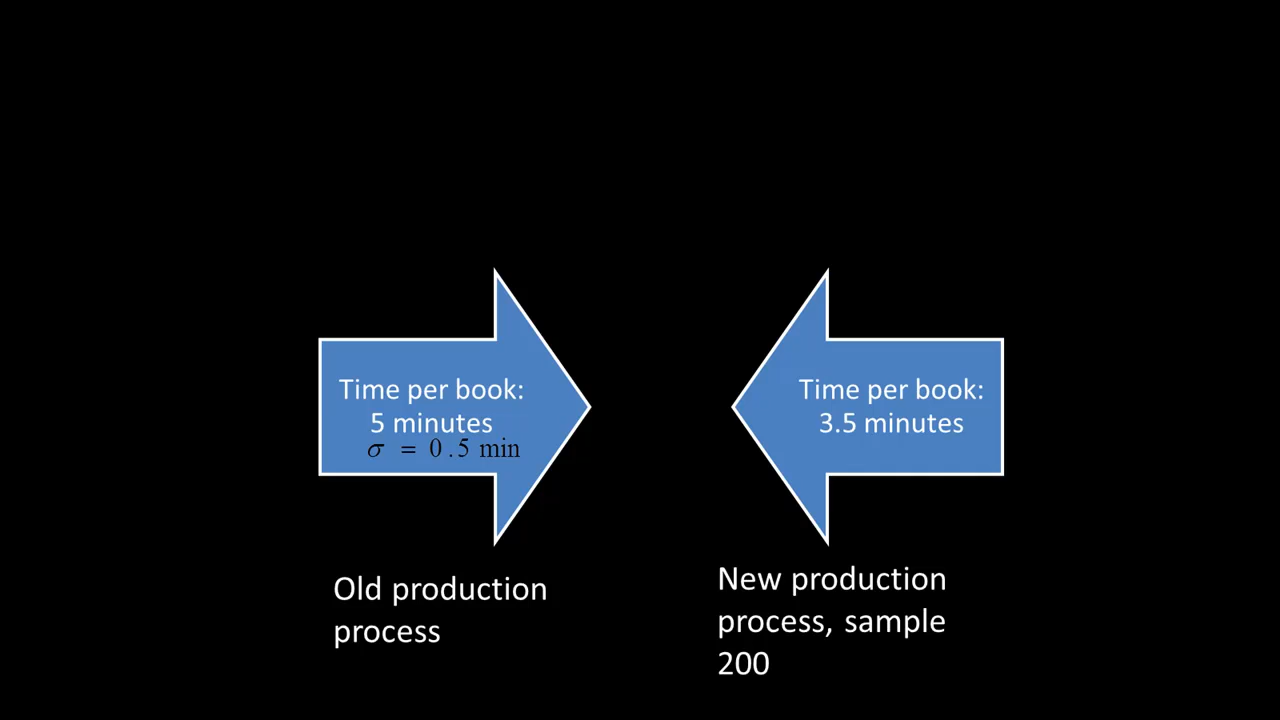 Time per book:
5 minutes
σ = 0.5 min
Time per book:
3.5 minutes
Old production
process
New production
process, sample
200